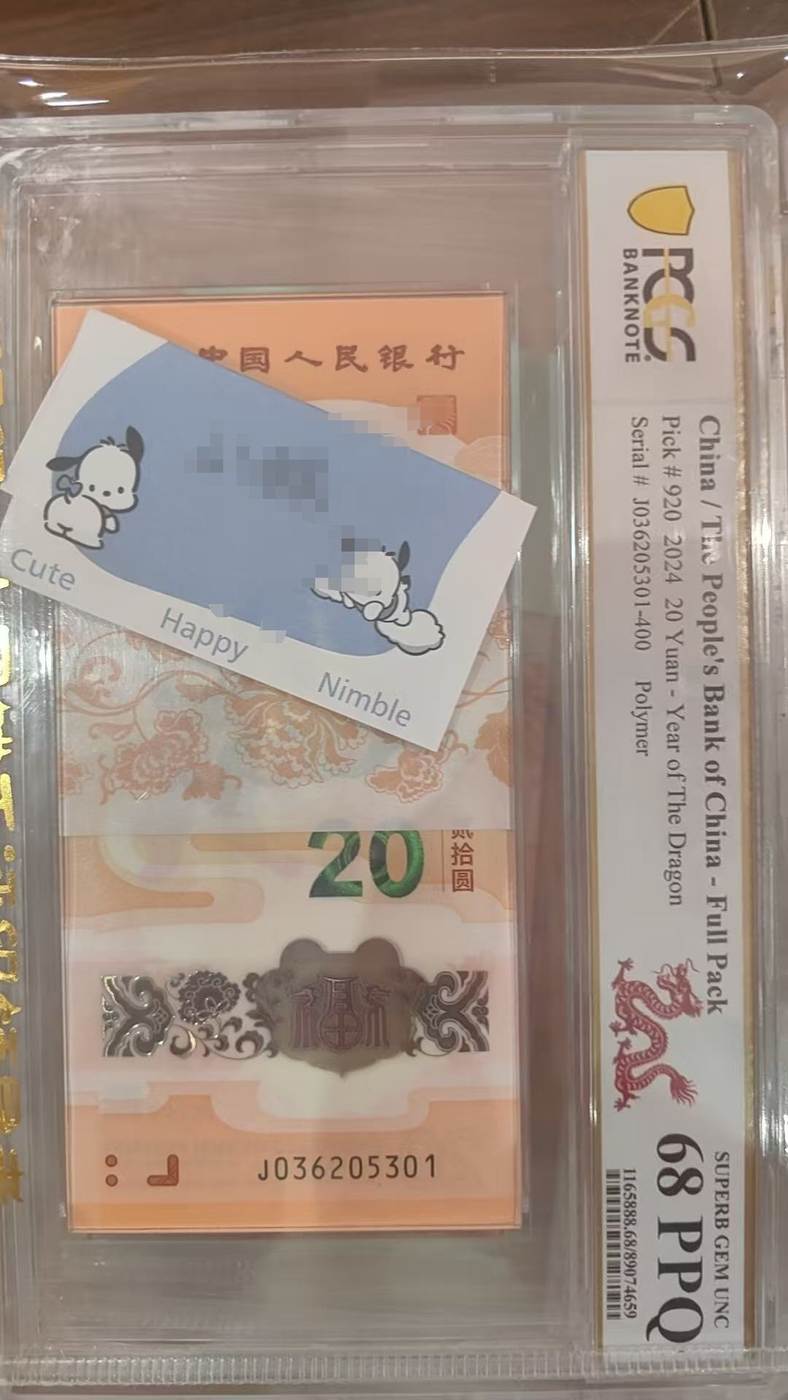 中国人民银行
Cute
Happy
Nimble
20
贰拾圆
福
J036205301
PCGS
BANKNOTE
China / The People's Bank of China - Full Pack
Pick # 920 2024 20 Yuan - Year of The Dragon
Serial # J036205301-400 Polymer
SUPERB GEM UNC
68 PPQ
1165888.68/89074659